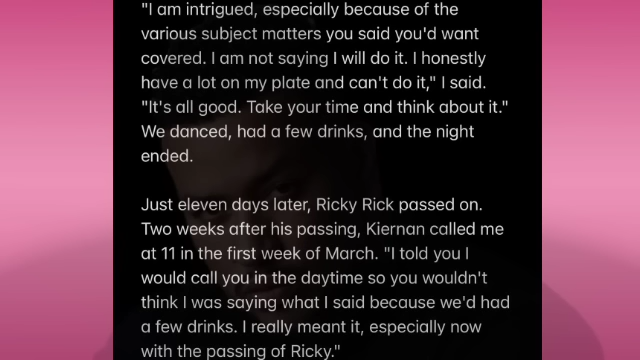 "I am intrigued, especially because of the
various subject matters you said you'd want
covered. I am not saying I will do it. I honestly
have a lot on my plate and can't do it," I said.
"It's all good. Take your time and think about it."
We danced, had a few drinks, and the night
ended.
Just eleven days later, Ricky Rick passed on.
Two weeks after his passing, Kiernan called me
at 11 in the first week of March. "I told you I
would call you in the daytime so you wouldn't
think I was saying what I said because we'd had
a few drinks. I really meant it, especially now
with the passing of Ricky."